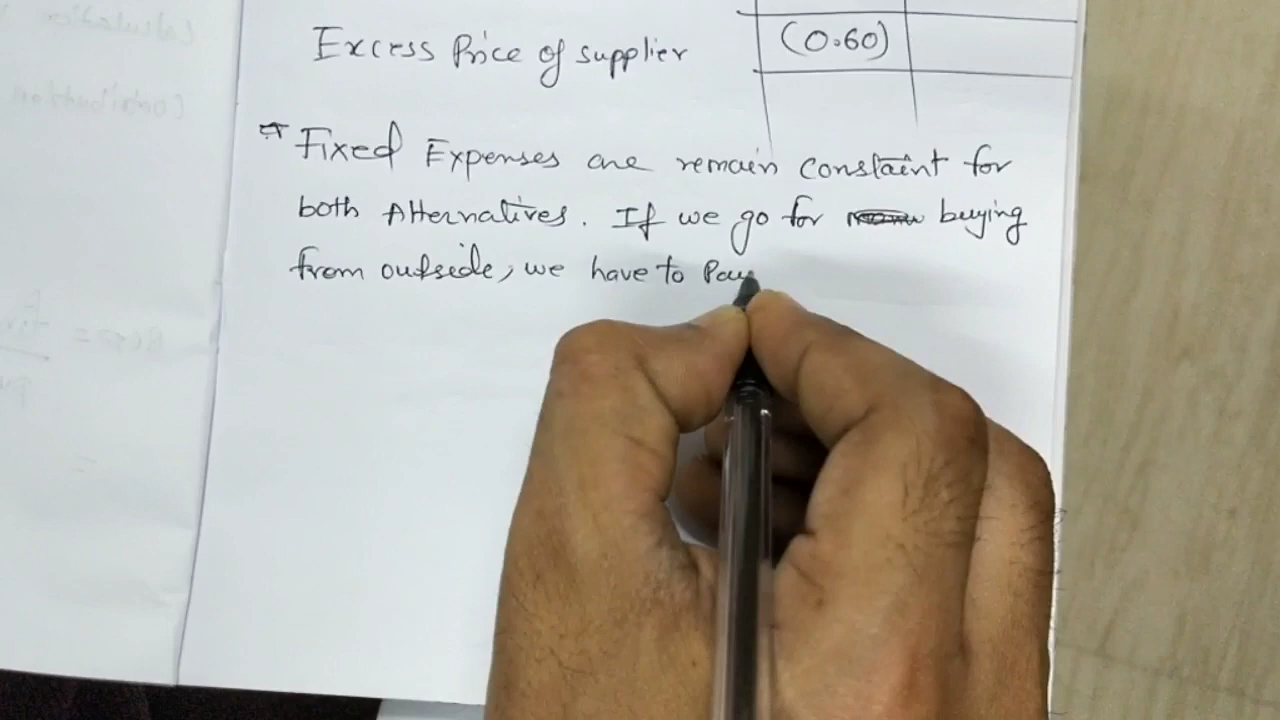 Excess Price of supplier (0.60)
* Fixed Expenses are remain constaint for
both Alternatives. If we go for buying
from outside, we have to Pay